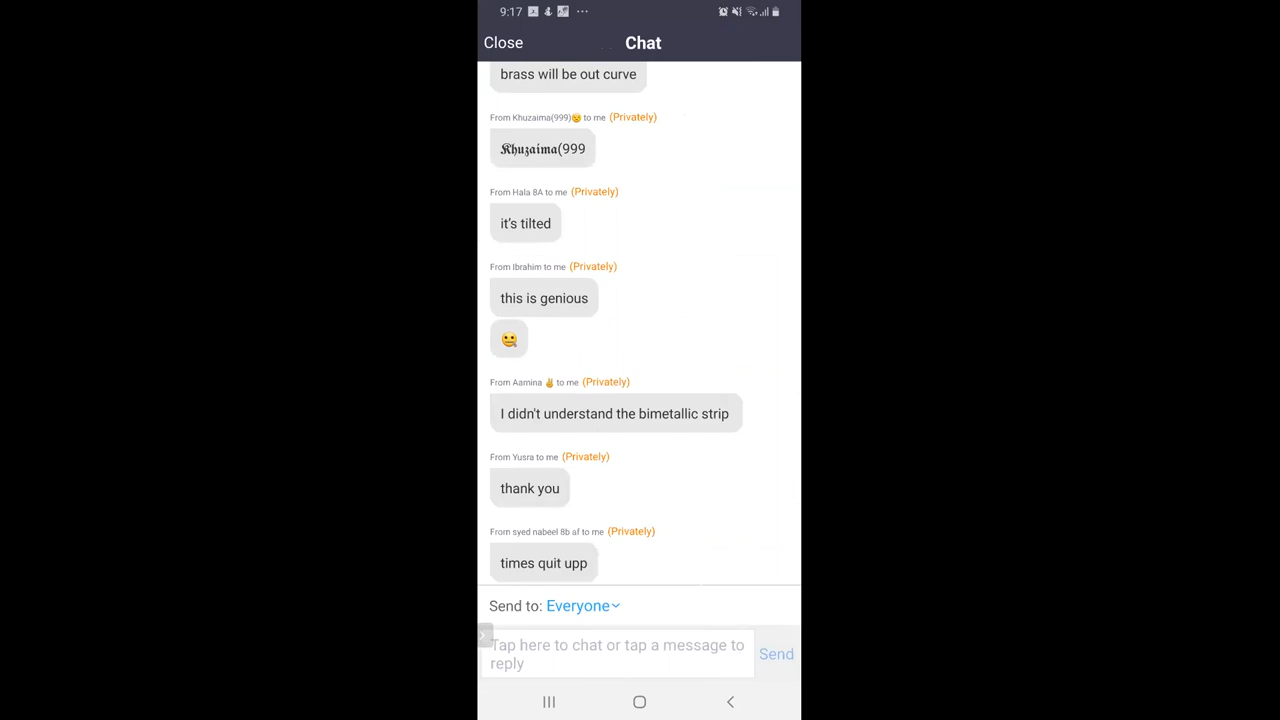 9:17
Close
Chat
brass will be out curve
From Khuzaima(999)😒 to me (Privately)
𝕶𝖍𝖚𝖟𝖆𝖎𝖒𝖆(999
From Hala 8A to me (Privately)
it's tilted
From Ibrahim to me (Privately)
this is genious
🤐
From Aamina ✌ to me (Privately)
I didn't understand the bimetallic strip
From Yusra to me (Privately)
thank you
From syed nabeel 8b af to me (Privately)
times quit upp
Send to: Everyone
Tap here to chat or tap a message to
reply
Send